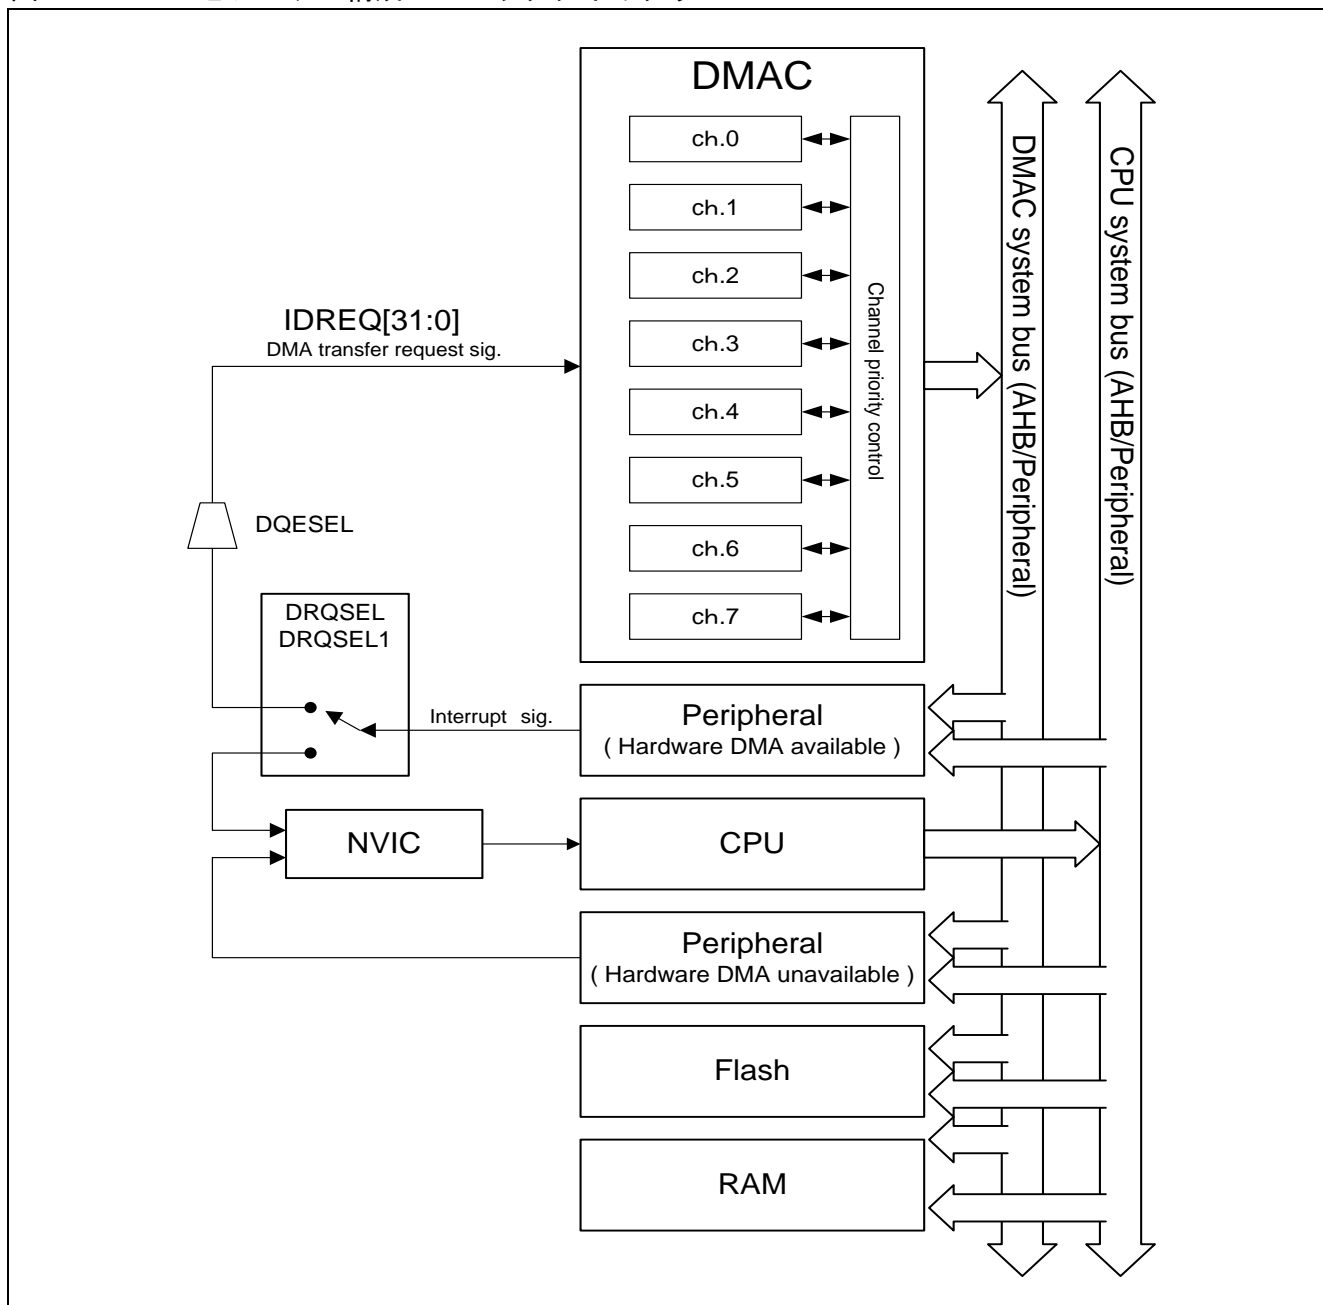 DMAC
ch.0
ch.1
ch.2
ch.3
ch.4
ch.5
ch.6
ch.7
Channel priority control
DMAC system bus (AHB/Peripheral)
CPU system bus (AHB/Peripheral)
IDREQ[31:0]
DMA transfer request sig.
DQESEL
DRQSEL
DRQSEL1
Interrupt sig.
Peripheral
( Hardware DMA available )
NVIC
CPU
Peripheral
( Hardware DMA unavailable )
Flash
RAM